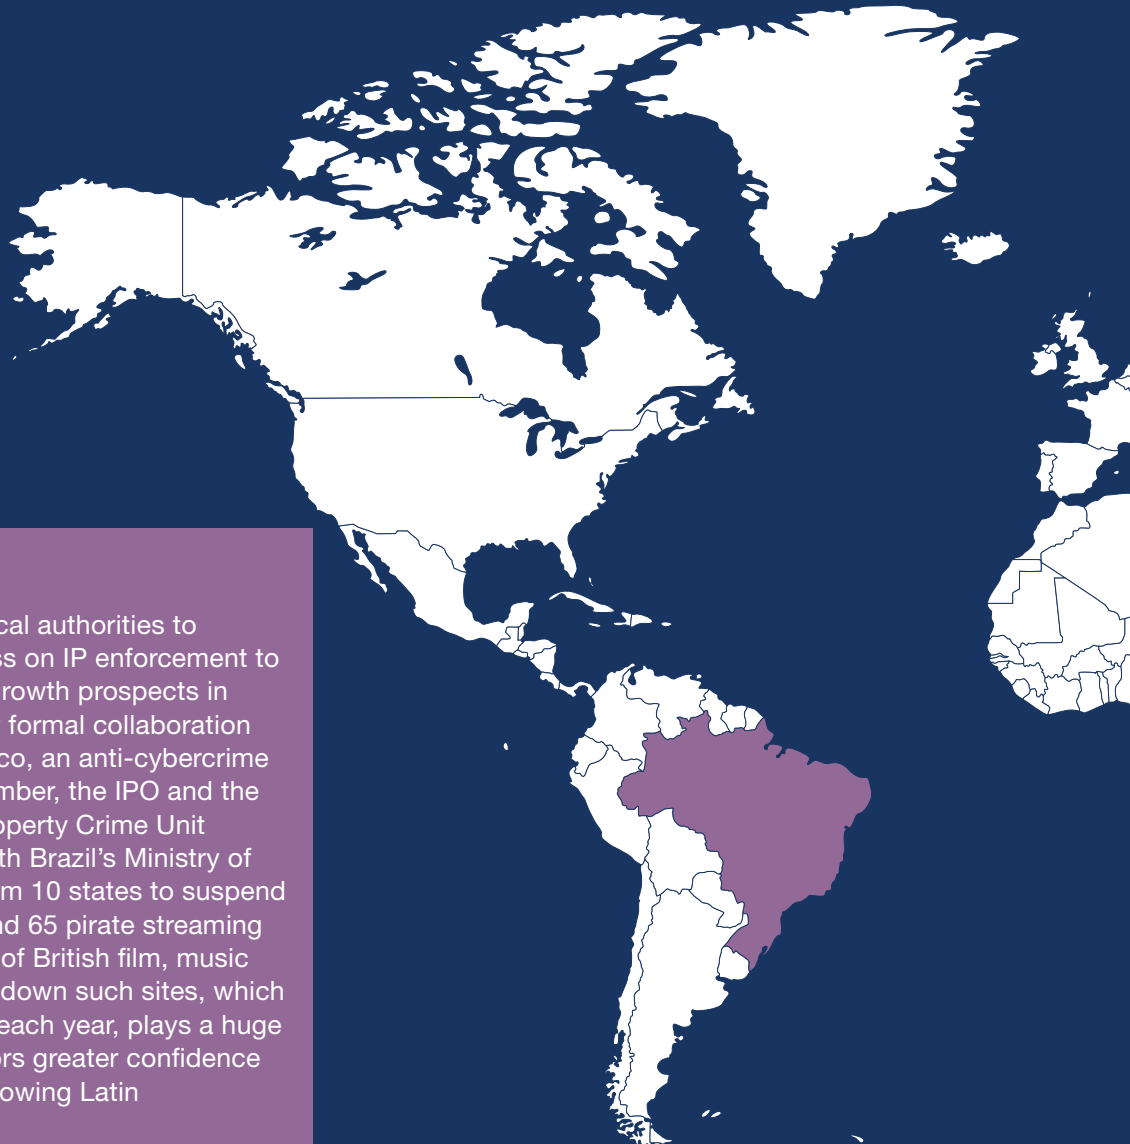 cal authorities to
ss on IP enforcement to
rowth prospects in
formal collaboration
co, an anti-cybercrime
mber, the IPO and the
operty Crime Unit
th Brazil’s Ministry of
m 10 states to suspend
nd 65 pirate streaming
of British film, music
down such sites, which
each year, plays a huge
ors greater confidence
owing Latin